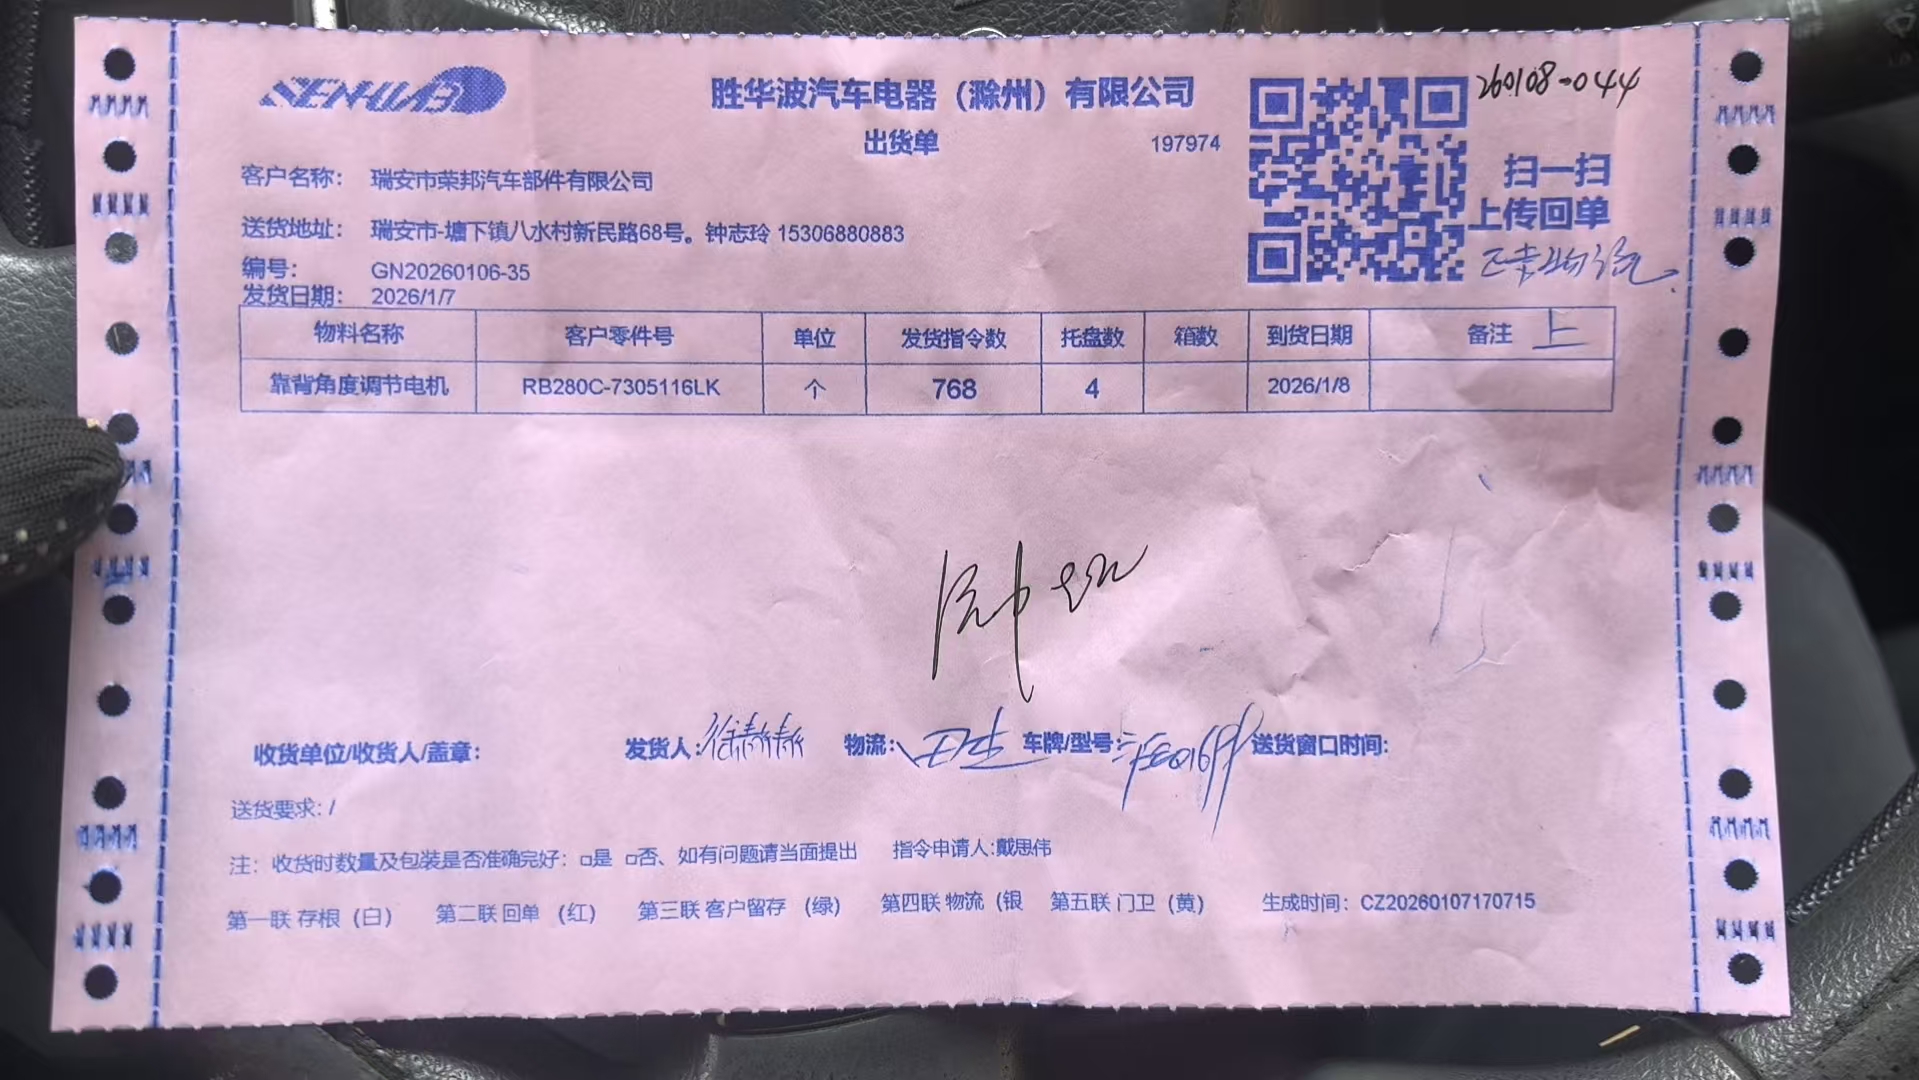 SENHUABO
胜华波汽车电器（滁州）有限公司
260108-044
出货单
197974
扫一扫
上传回单
客户名称： 瑞安市荣邦汽车部件有限公司
送货地址： 瑞安市-塘下镇八水村新民路68号。钟志玲 15306880883
编号： GN20260106-35
发货日期： 2026/1/7
物料名称 客户零件号 单位 发货指令数 托盘数 箱数 到货日期 备注 上
靠背角度调节电机 RB280C-7305116LK 个 768 4 2026/1/8
收货单位/收货人/盖章： 发货人：徐静静 物流： 车牌/型号： 送货窗口时间：
送货要求：/
注：收货时数量及包装是否准确完好：□是 □否、如有问题请当面提出 指令申请人:戴思伟
第一联 存根（白） 第二联 回单 （红） 第三联 客户留存 （绿） 第四联 物流（银 第五联 门卫（黄） 生成时间：CZ20260107170715